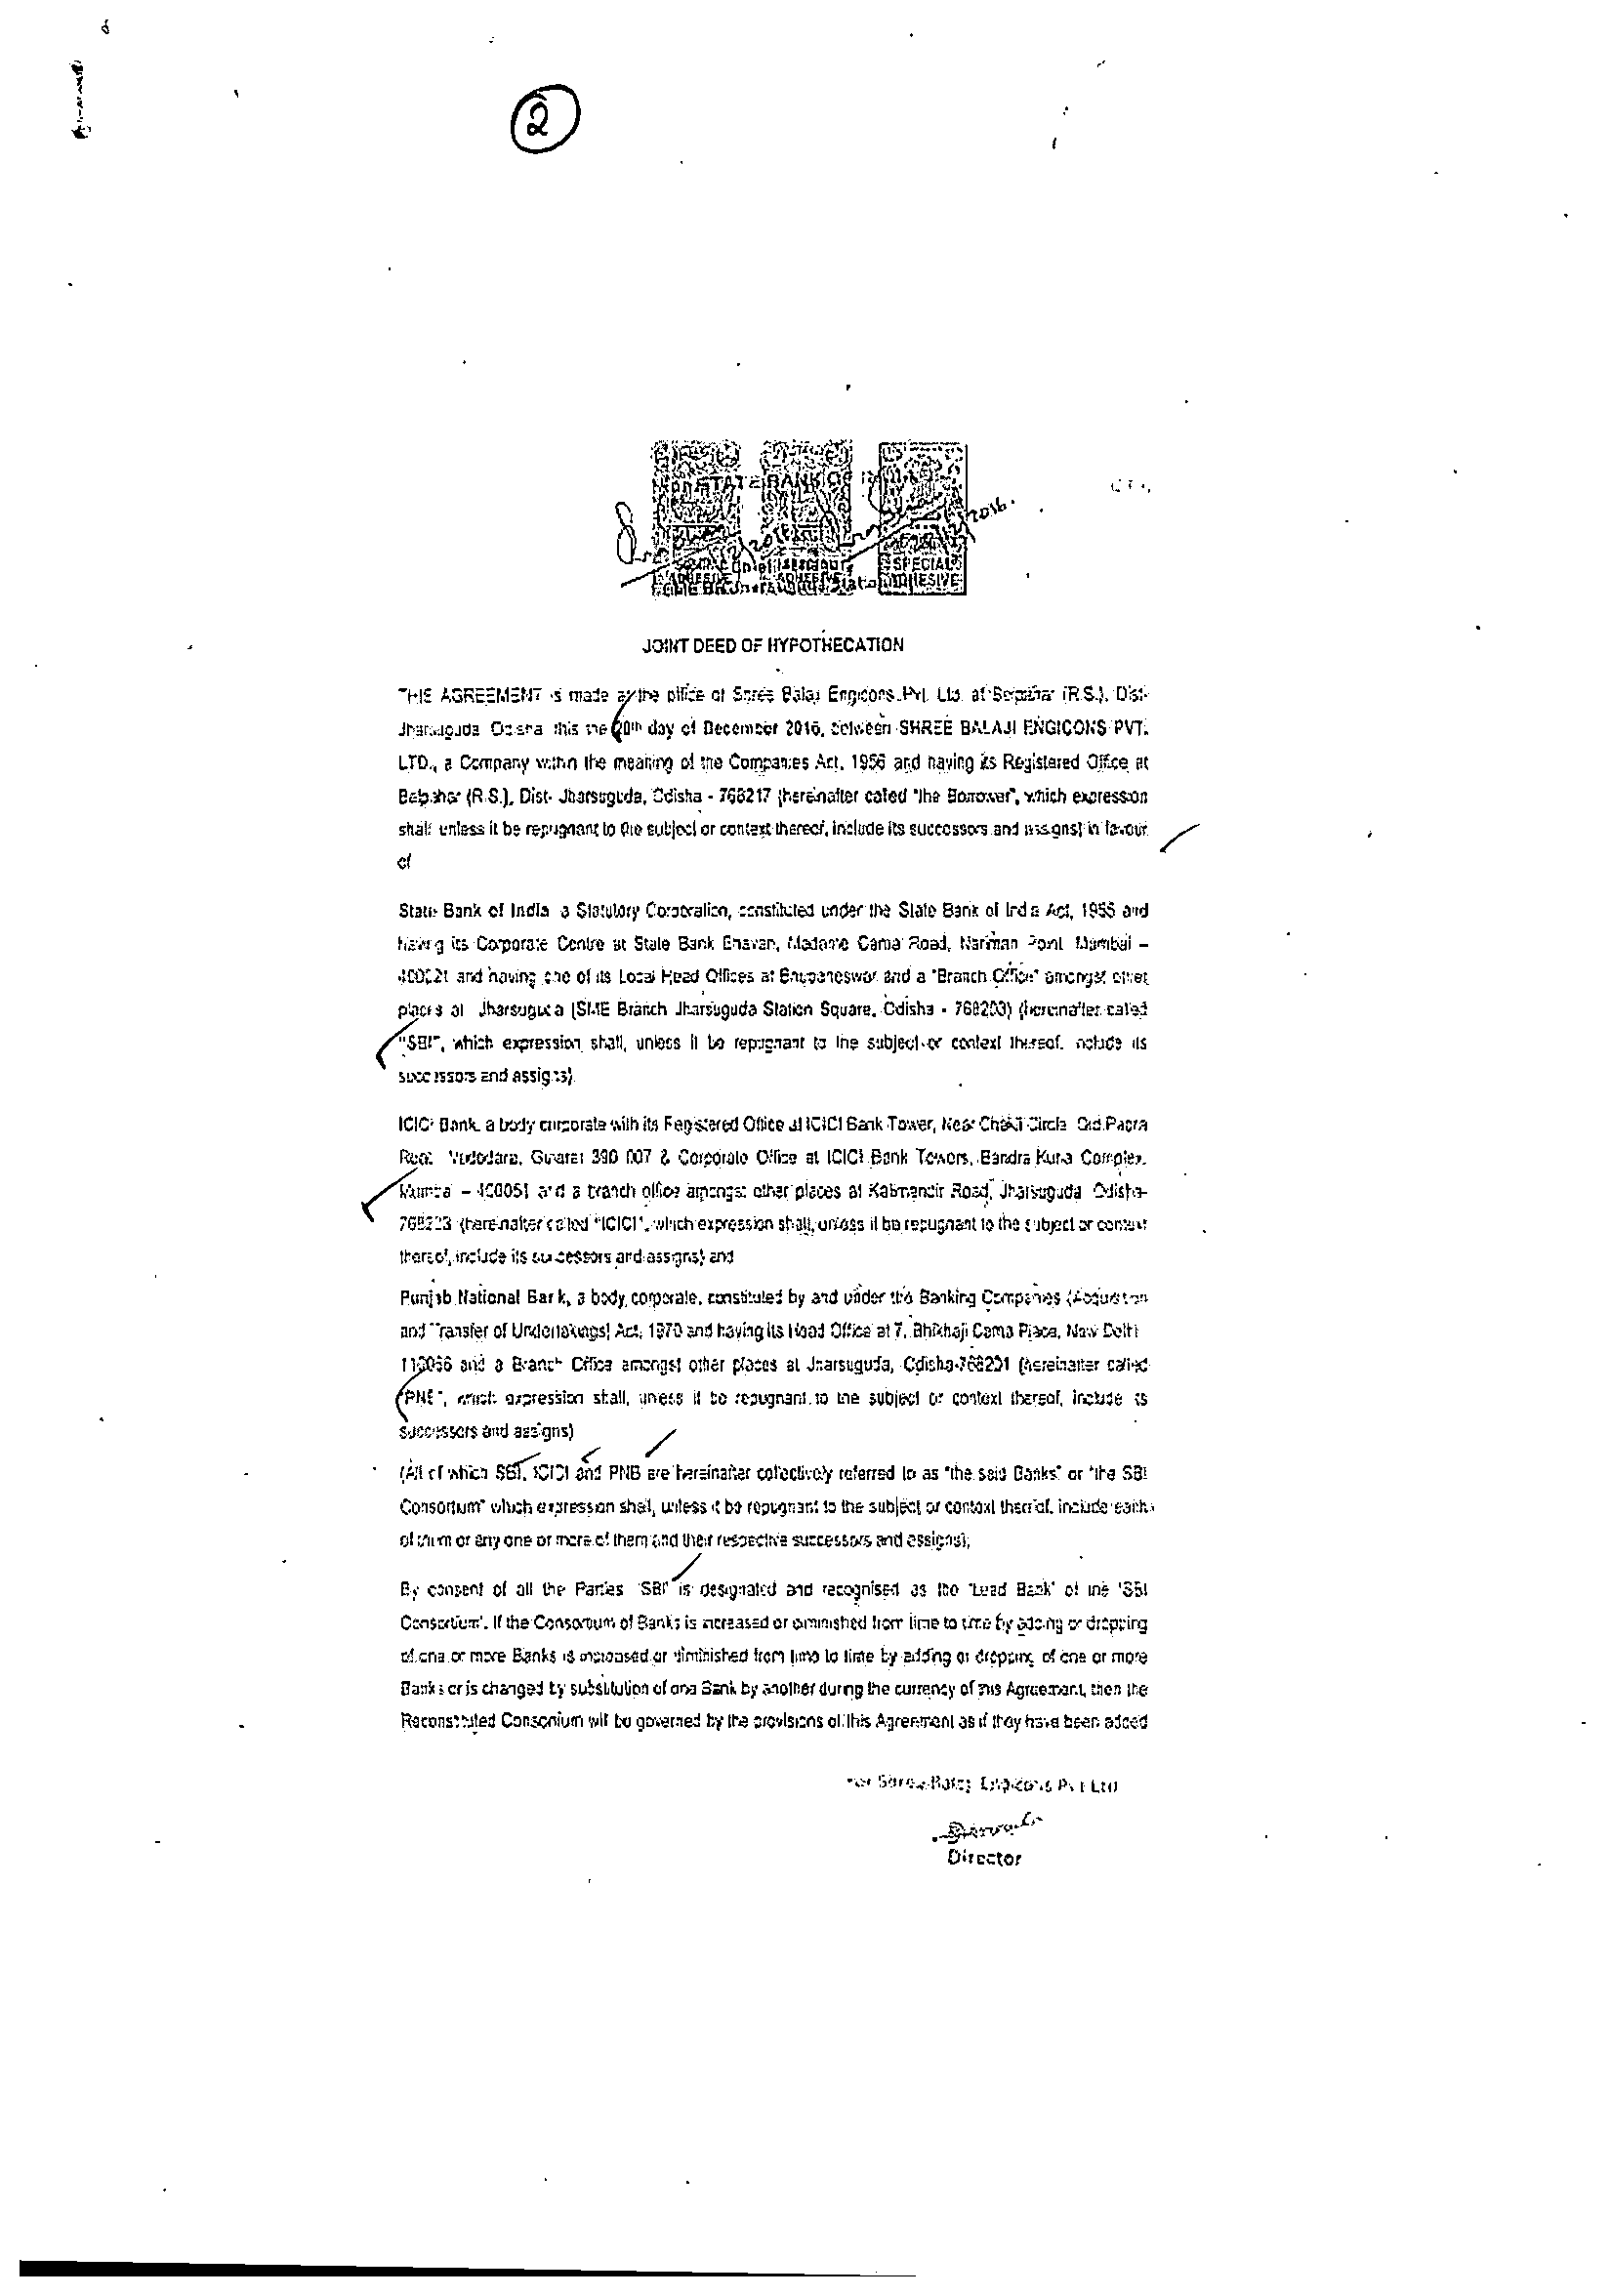 2
STATE BANK OF
2016.
SPECIAL
ADHESIVE ADHESIVE ADHESIVE
JOINT DEED OF HYPOTHECATION
THE AGREEMENT is made at the office of Shree Balaji Engicons Pvt. Ltd. at Belpahar (R.S.), Dist-
Jharsuguda Odisha this the 20th day of December 2016, between SHREE BALAJI ENGICONS PVT.
LTD., a Company within the meaning of the Companies Act, 1956 and having its Registered Office at
Belpahar (R.S.), Dist- Jharsuguda, Odisha - 768217 (hereinafter called "the Borrower", which expression
shall unless it be repugnant to the subject or context thereof, include its successors and assigns) in favour
of
State Bank of India a Statutory Corporation, constituted under the State Bank of India Act, 1955 and
having its Corporate Centre at State Bank Bhavan, Madame Cama Road, Nariman Point Mumbai –
400021 and having one of its Local Head Offices at Bhubaneswar and a "Branch Office" amongst other
places at Jharsuguda (SME Branch Jharsuguda Station Square, Odisha - 768203) (hereinafter called
"SBI", which expression shall, unless it be repugnant to the subject or context thereof, include its
successors and assigns)
ICICI Bank, a body corporate with its Registered Office at ICICI Bank Tower, Near Chakli Circle Old Padra
Road Vadodara, Gujarat 390 007 & Corporate Office at ICICI Bank Towers, Bandra Kurla Complex,
Mumbai – 400051 and a branch office amongst other places at Kalimandir Road, Jharsuguda Odisha-
(hereinafter called "ICICI", which expression shall, unless it be repugnant to the subject or context
thereof, include its successors and assigns) and
Punjab National Bank, a body corporate, constituted by and under the Banking Companies (Acquisition
and Transfer of Undertakings) Act, 1970 and having its Head Office at 7, Bhikhaji Cama Place, New Delhi
110066 and a Branch Office amongst other places at Jharsuguda, Odisha-768201 (hereinafter called
"PNB", which expression shall, unless it be repugnant to the subject or context thereof, include its
successors and assigns)
(All of which SBI, ICICI and PNB are hereinafter collectively referred to as "the said Banks" or "the SBI
Consortium" which expression shall, unless it be repugnant to the subject or context thereof, include each
of them or any one or more of them and their respective successors and assigns);
By consent of all the Parties 'SBI' is designated and recognised as the 'Lead Bank' of the 'SBI
Consortium'. If the Consortium of Banks is increased or diminished from time to time by adding or dropping
of one or more Banks is increased or diminished from time to time by adding or dropping of one or more
Banks or is changed by substitution of one Bank by another during the currency of this Agreement, then the
Reconstituted Consortium will be governed by the provisions of this Agreement as if they have been added
For Shree Balaji Engicons Pvt Ltd
Director